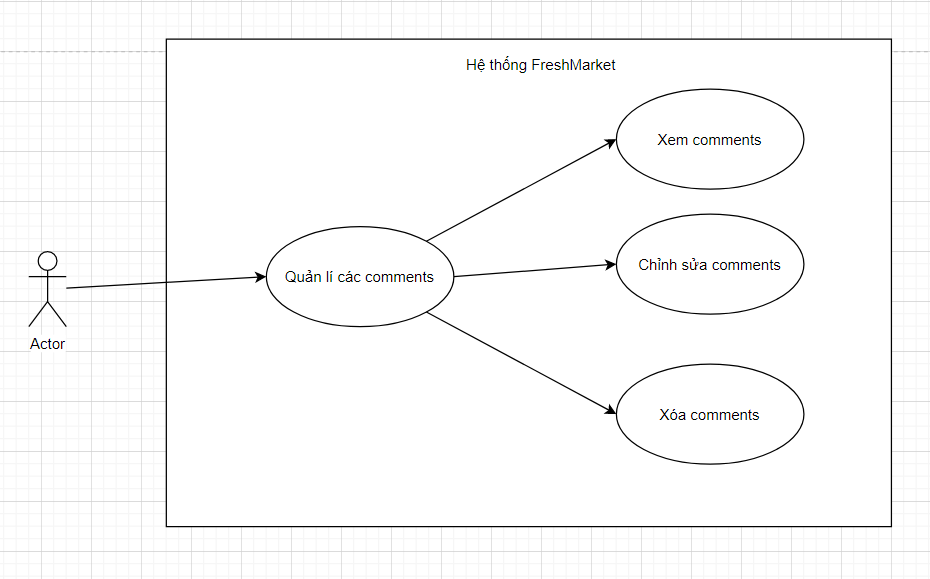 Hệ thống FreshMarket
Xem comments
Quản lí các comments
Chỉnh sửa comments
Actor
Xóa comments